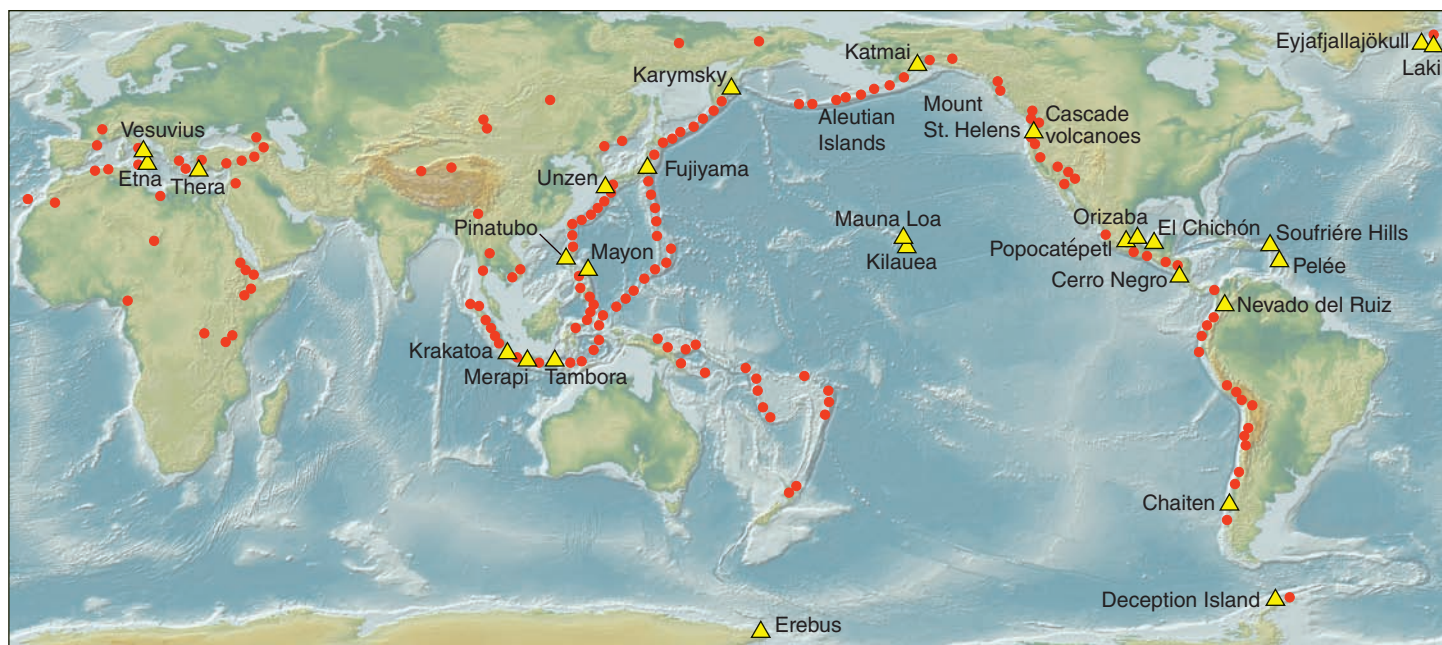 Eyjafjallajökull
Laki
Katmai
Karymsky
Aleutian
Islands
Mount
St. Helens
Cascade
volcanoes
Vesuvius
Etna
Thera
Unzen
Fujiyama
Pinatubo
Mayon
Mauna Loa
Kilauea
Orizaba
El Chichón
Popocatépetl
Soufriére Hills
Pelée
Cerro Negro
Nevado del Ruiz
Krakatoa
Merapi
Tambora
Chaiten
Deception Island
Erebus